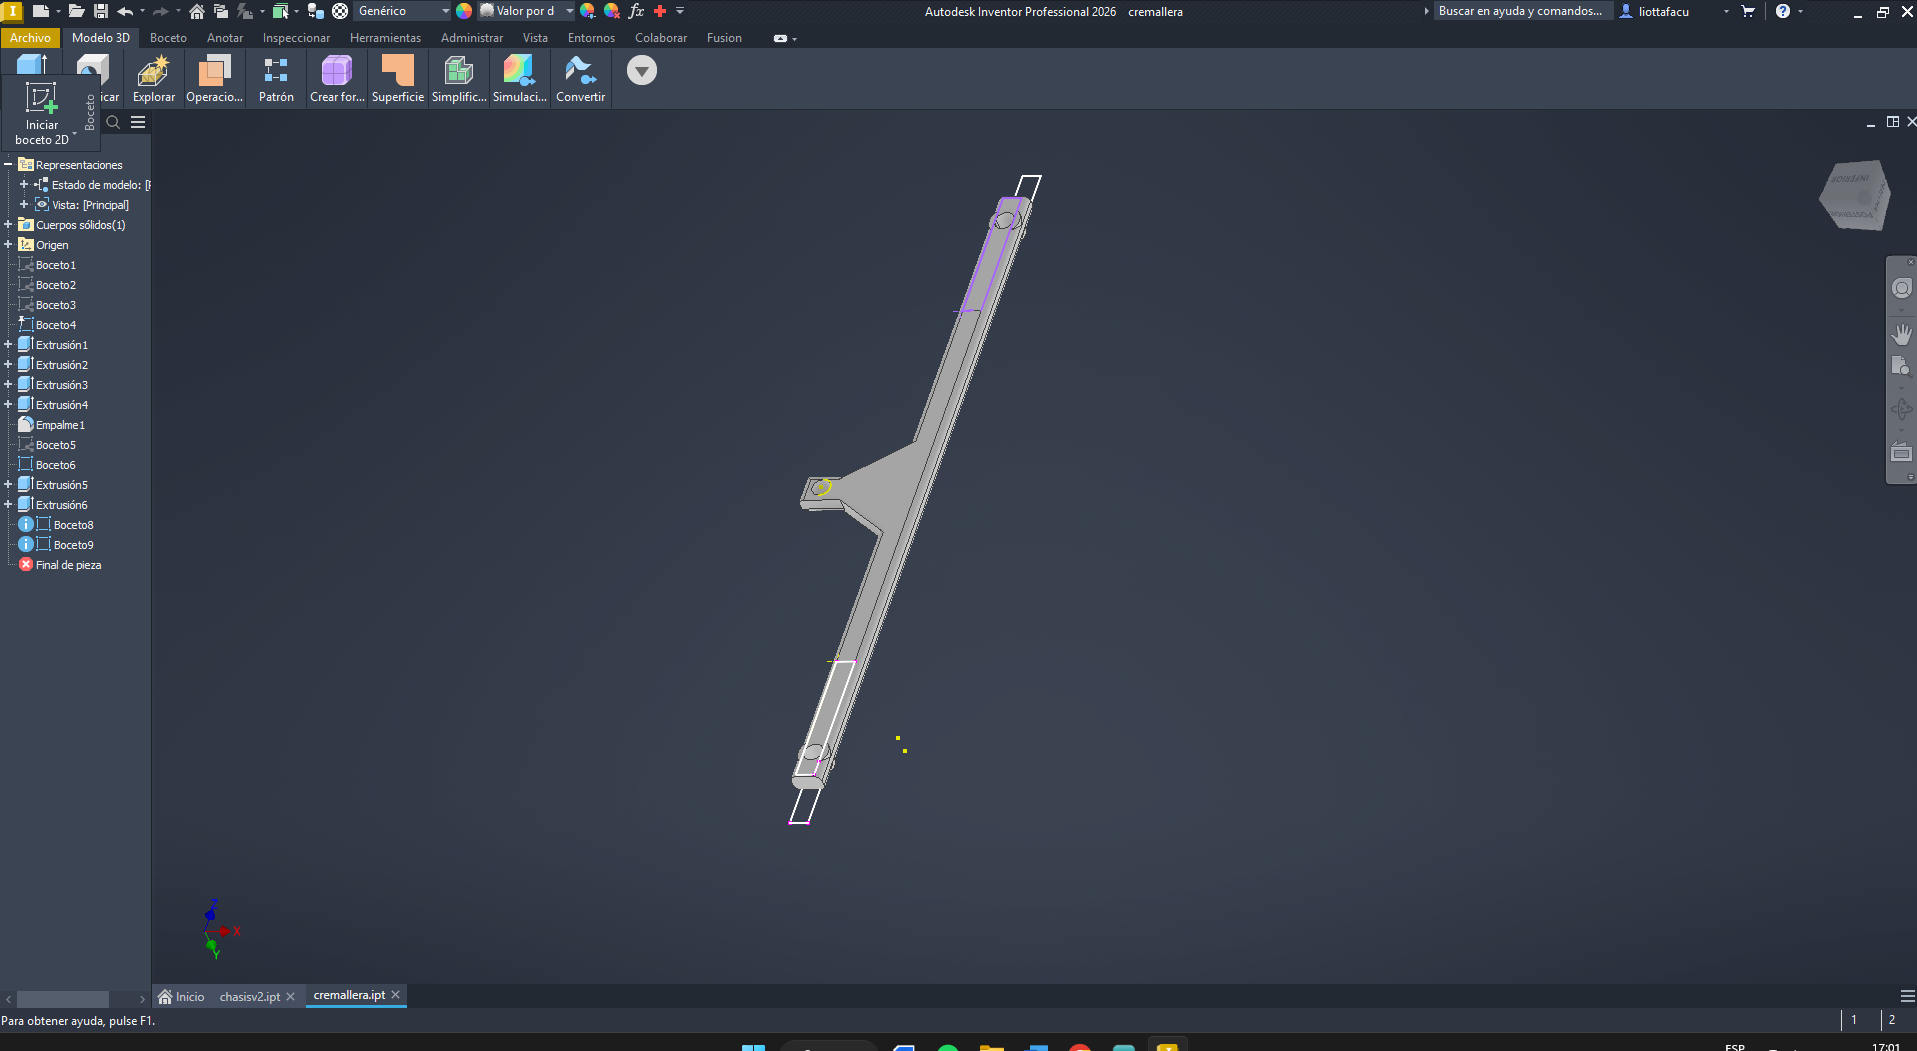 Genérico
Valor por d
fx
Autodesk Inventor Professional 2026 cremallera
Buscar en ayuda y comandos...
liottafacu
Archivo
Modelo 3D
Boceto
Anotar
Inspeccionar
Herramientas
Administrar
Vista
Entornos
Colaborar
Fusion
icar
Explorar
Operacio...
Patrón
Crear for...
Superficie
Simplific...
Simulaci...
Convertir
Iniciar
boceto 2D
Boceto
Representaciones
Estado de modelo: [P
Vista: [Principal]
Cuerpos sólidos(1)
Origen
Boceto1
Boceto2
Boceto3
Boceto4
Extrusión1
Extrusión2
Extrusión3
Extrusión4
Empalme1
Boceto5
Boceto6
Extrusión5
Extrusión6
Boceto8
Boceto9
Final de pieza
INFERIOR
POSTERIOR
Z
X
Y
Inicio
chasisv2.ipt
cremallera.ipt
Para obtener ayuda, pulse F1.
1
2
ESP
17:01